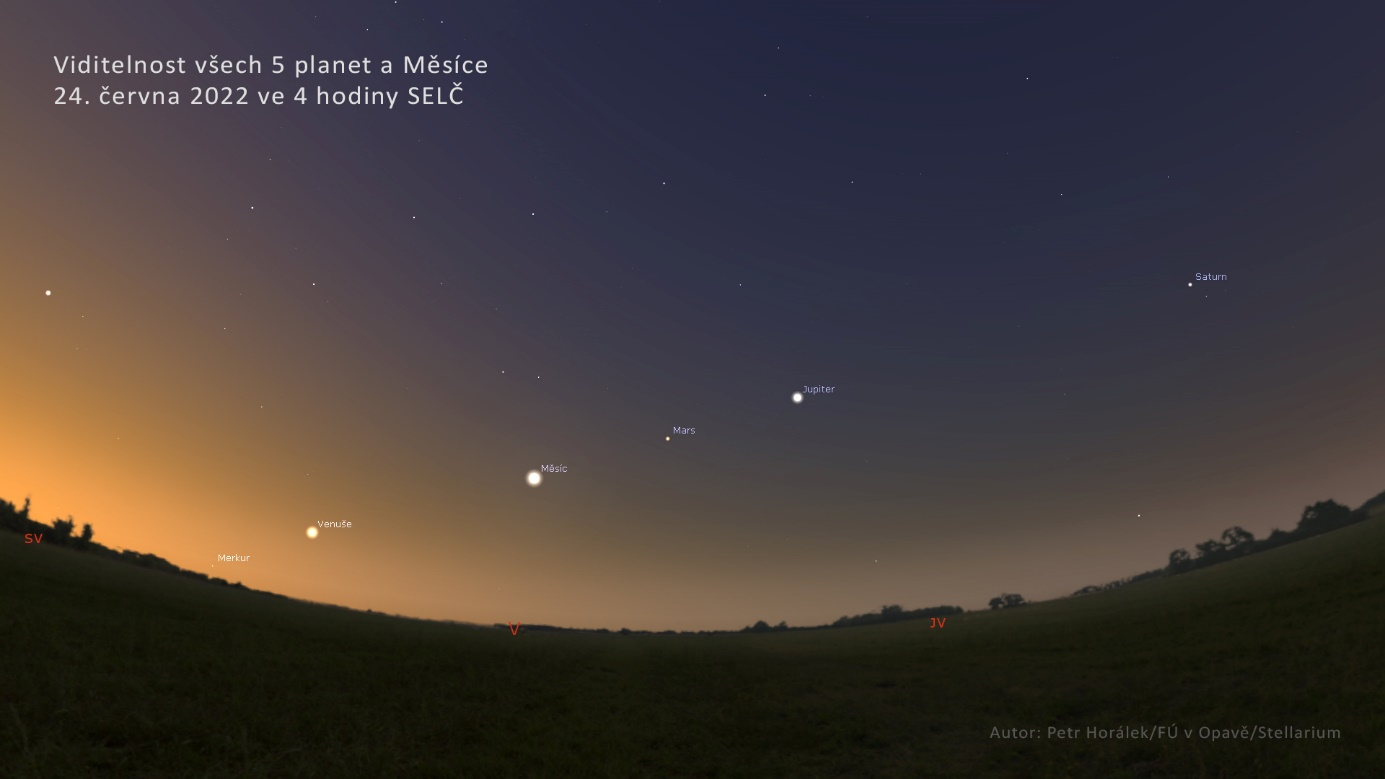 Viditelnost všech 5 planet a Měsíce
24. června 2022 ve 4 hodiny SELČ
Saturn
Jupiter
Mars
Měsíc
Venuše
Merkur
SV
V
JV
Autor: Petr Horálek/FÚ v Opavě/Stellarium